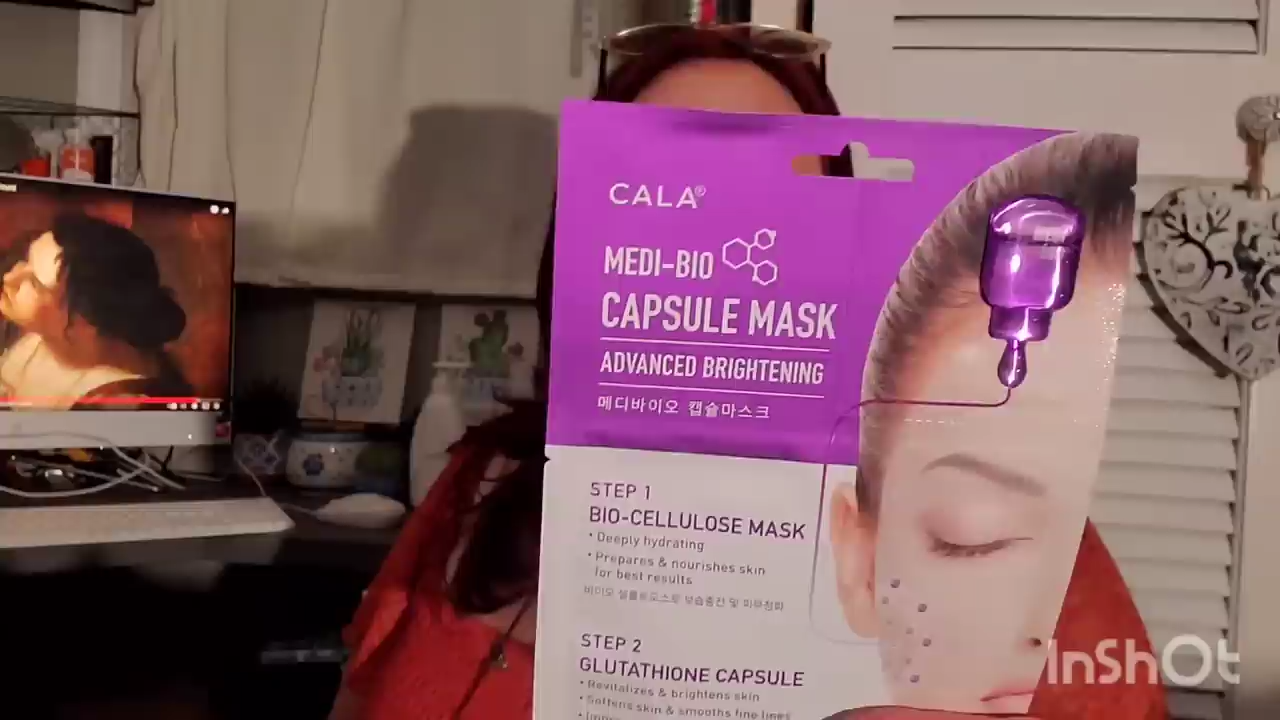 CALA®
MEDI-BIO
CAPSULE MASK
ADVANCED BRIGHTENING
메디바이오 캡슐마스크
STEP 1
BIO-CELLULOSE MASK
• Deeply hydrating
• Prepares & nourishes skin
for best results
STEP 2
GLUTATHIONE CAPSULE
• Revitalizes & brightens skin
• Softens skin & smooths fine lines
InShOt